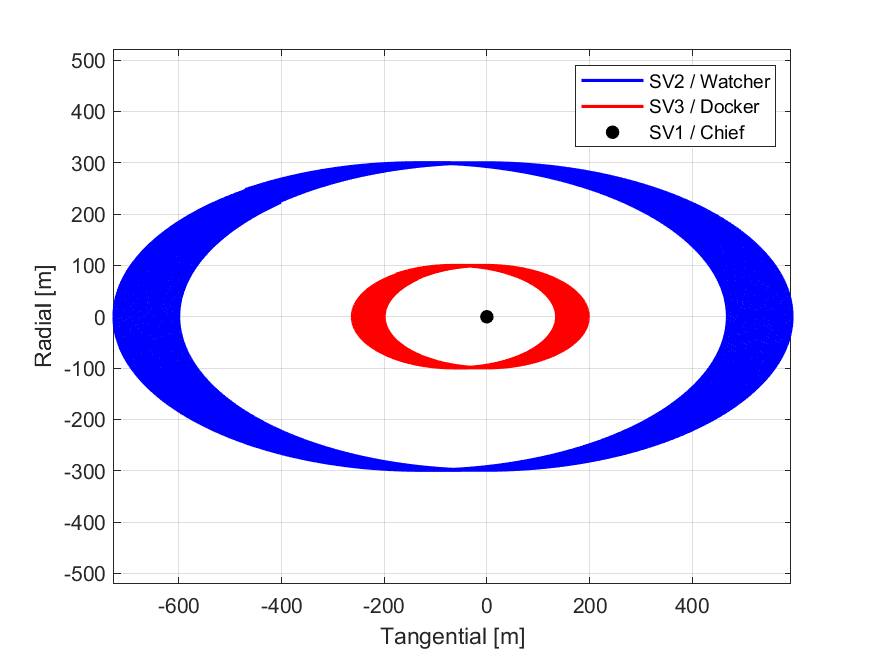 500
400
300
200
100
0
-100
-200
-300
-400
-500
Radial [m]
SV2 / Watcher
SV3 / Docker
SV1 / Chief
-600 -400 -200 0 200 400
Tangential [m]